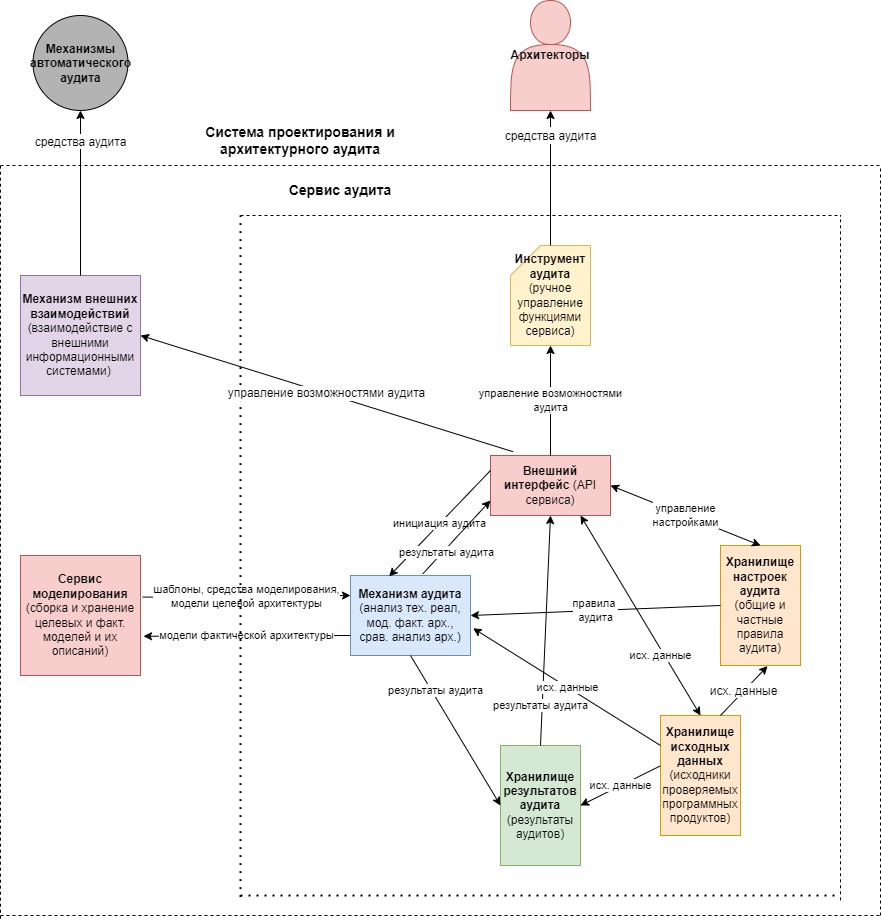 Механизмы
автоматического
аудита
Архитекторы
средства аудита
средства аудита
Система проектирования и
архитектурного аудита
Сервис аудита
Инструмент
аудита
(ручное
управление
функциями
сервиса)
Механизм внешних
взаимодействий
(взаимодействие с
внешними
информационными
системами)
управление возможностями аудита
управление возможностями
аудита
Внешний
интерфейс (API
сервиса)
управление
настройками
инициация аудита
результаты аудита
Хранилище
настроек
аудита
(общие и
частные
правила
аудита)
Сервис
моделирования
(сборка и хранение
целевых и факт.
моделей и их
описаний)
шаблоны, средства моделирования,
модели целевой архитектуры
модели фактической архитектуры
Механизм аудита
(анализ тех. реал,
мод. факт. арх.,
срав. анализ арх.)
правила
аудита
исх. данные
исх. данные
исх. данные
результаты аудита
результаты аудита
Хранилище
исходных
данных
(исходники
проверяемых
программных
продуктов)
исх. данные
Хранилище
результатов
аудита
(результаты
аудитов)